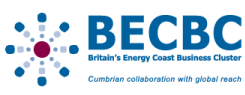 BECBC
Britain's Energy Coast Business Cluster
Cumbrian collaboration with global reach